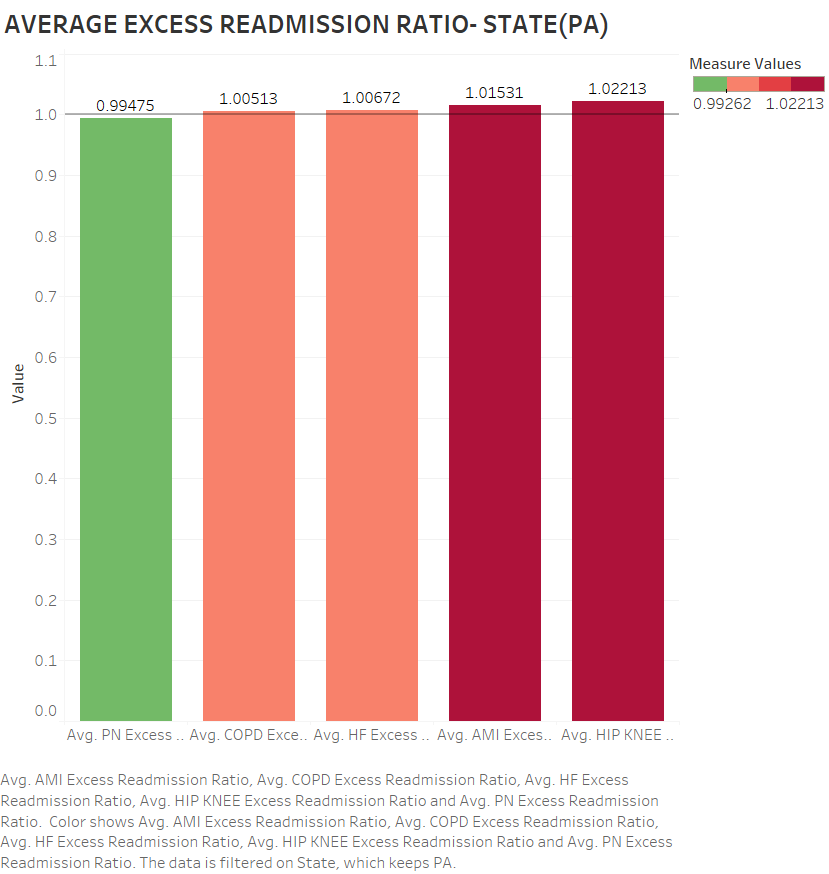 AVERAGE EXCESS READMISSION RATIO- STATE(PA)
Measure Values
0.99262 1.02213
1.1
1.0
0.9
0.8
0.7
0.6
0.5
0.4
0.3
0.2
0.1
0.0
Value
0.99475
1.00513
1.00672
1.01531
1.02213
Avg. PN Excess .. Avg. COPD Exce.. Avg. HF Excess .. Avg. AMI Exces.. Avg. HIP KNEE ..
Avg. AMI Excess Readmission Ratio, Avg. COPD Excess Readmission Ratio, Avg. HF Excess
Readmission Ratio, Avg. HIP KNEE Excess Readmission Ratio and Avg. PN Excess Readmission
Ratio.  Color shows Avg. AMI Excess Readmission Ratio, Avg. COPD Excess Readmission Ratio,
Avg. HF Excess Readmission Ratio, Avg. HIP KNEE Excess Readmission Ratio and Avg. PN Excess
Readmission Ratio. The data is filtered on State, which keeps PA.